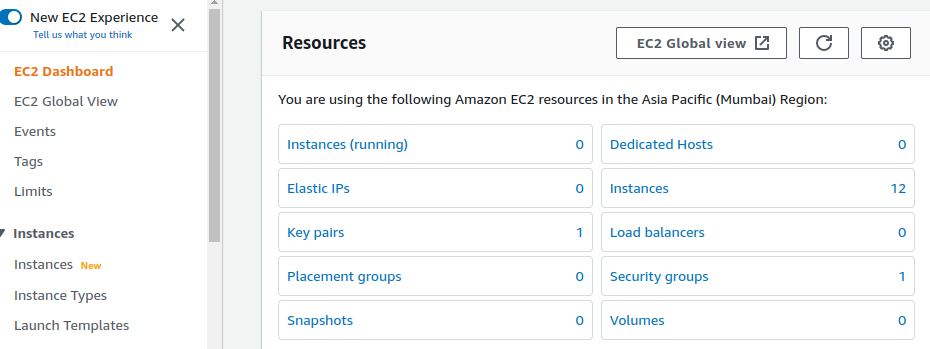 New EC2 Experience
Tell us what you think
EC2 Dashboard
EC2 Global View
Events
Tags
Limits
Instances
Instances New
Instance Types
Launch Templates
Resources
EC2 Global view
You are using the following Amazon EC2 resources in the Asia Pacific (Mumbai) Region:
Instances (running) 0
Dedicated Hosts 0
Elastic IPs 0
Instances 12
Key pairs 1
Load balancers 0
Placement groups 0
Security groups 1
Snapshots 0
Volumes 0